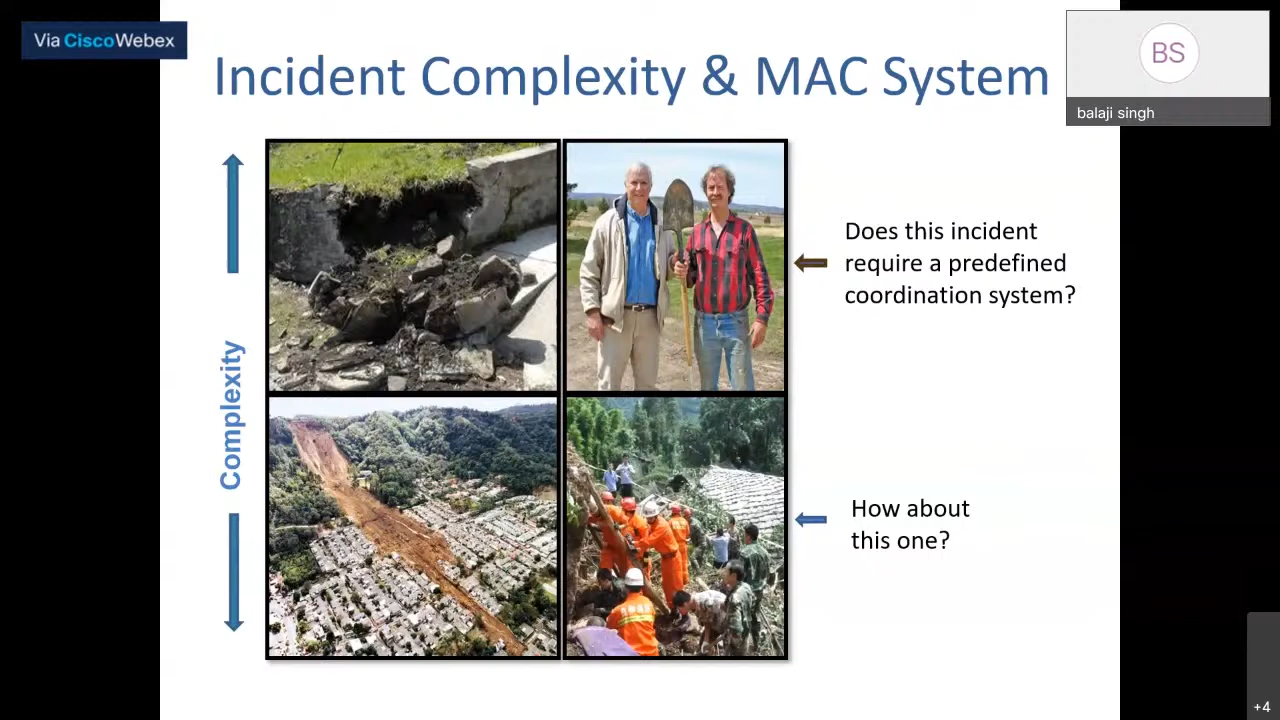 Via CiscoWebex
Incident Complexity & MAC System
BS
balaji singh
Complexity
Does this incident
require a predefined
coordination system?
How about
this one?
+4